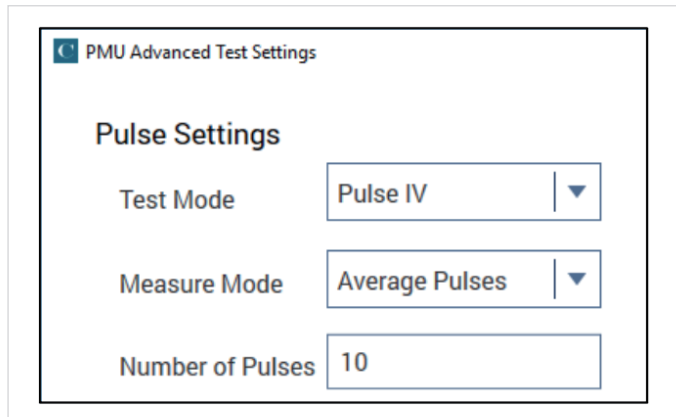 C PMU Advanced Test Settings
Pulse Settings
Test Mode Pulse IV
Measure Mode Average Pulses
Number of Pulses 10